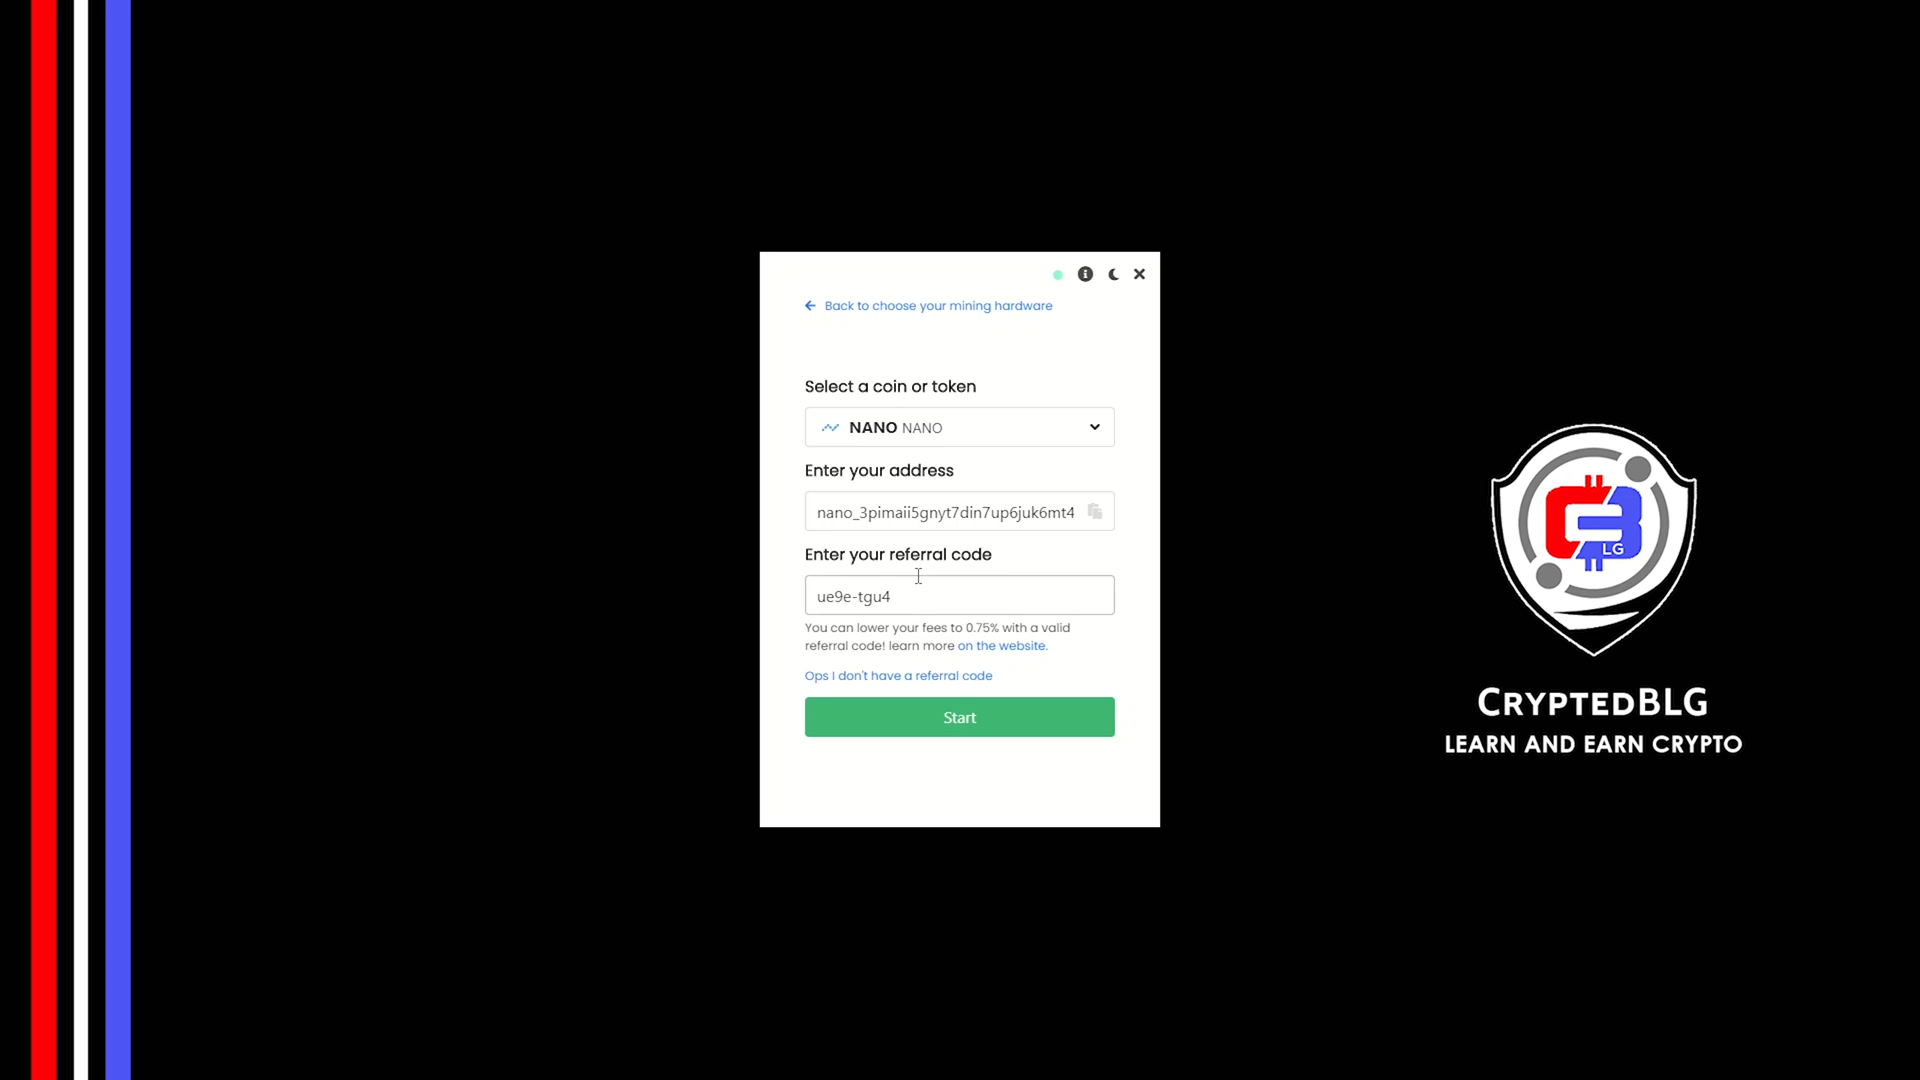 Back to choose your mining hardware
Select a coin or token
NANO NANO
Enter your address
nano_3pimaii5gnyt7din7up6juk6mt4
Enter your referral code
ue9e-tgu4
You can lower your fees to 0.75% with a valid
referral code! learn more on the website.
Ops I don't have a referral code
Start
LG
CRYPTEDBLG
LEARN AND EARN CRYPTO